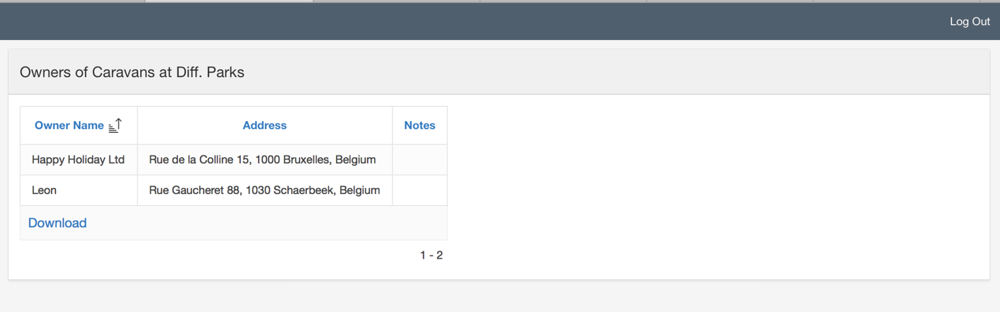 Log Out
Owners of Caravans at Diff. Parks
Owner Name Address Notes
Happy Holiday Ltd Rue de la Colline 15, 1000 Bruxelles, Belgium
Leon Rue Gaucheret 88, 1030 Schaerbeek, Belgium
Download
1 - 2